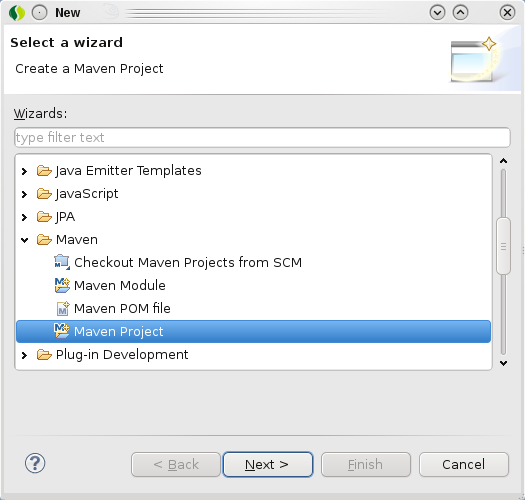 New
Select a wizard
Create a Maven Project
Wizards:
type filter text
Java Emitter Templates
JavaScript
JPA
Maven
Checkout Maven Projects from SCM
Maven Module
Maven POM file
Maven Project
Plug-in Development
< Back
Next >
Finish
Cancel